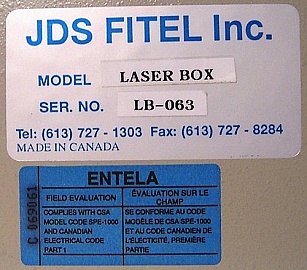 JDS FITEL Inc.
MODEL LASER BOX
SER. NO. LB-063
Tel: (613) 727 - 1303 Fax: (613) 727 - 8284
MADE IN CANADA
ENTELA
C 069061
FIELD EVALUATION
COMPLIES WITH CSA
MODEL CODE SPE-1000
AND CANADIAN
ELECTRICAL CODE
PART 1
ÉVALUATION SUR LE
CHAMP
SE CONFORME AU CODE
MODÈLE DE CSA SPE-1000
ET AU CODE CANADIEN DE
L'ÉLECTICITÉ, PREMIÈRE
PARTIE